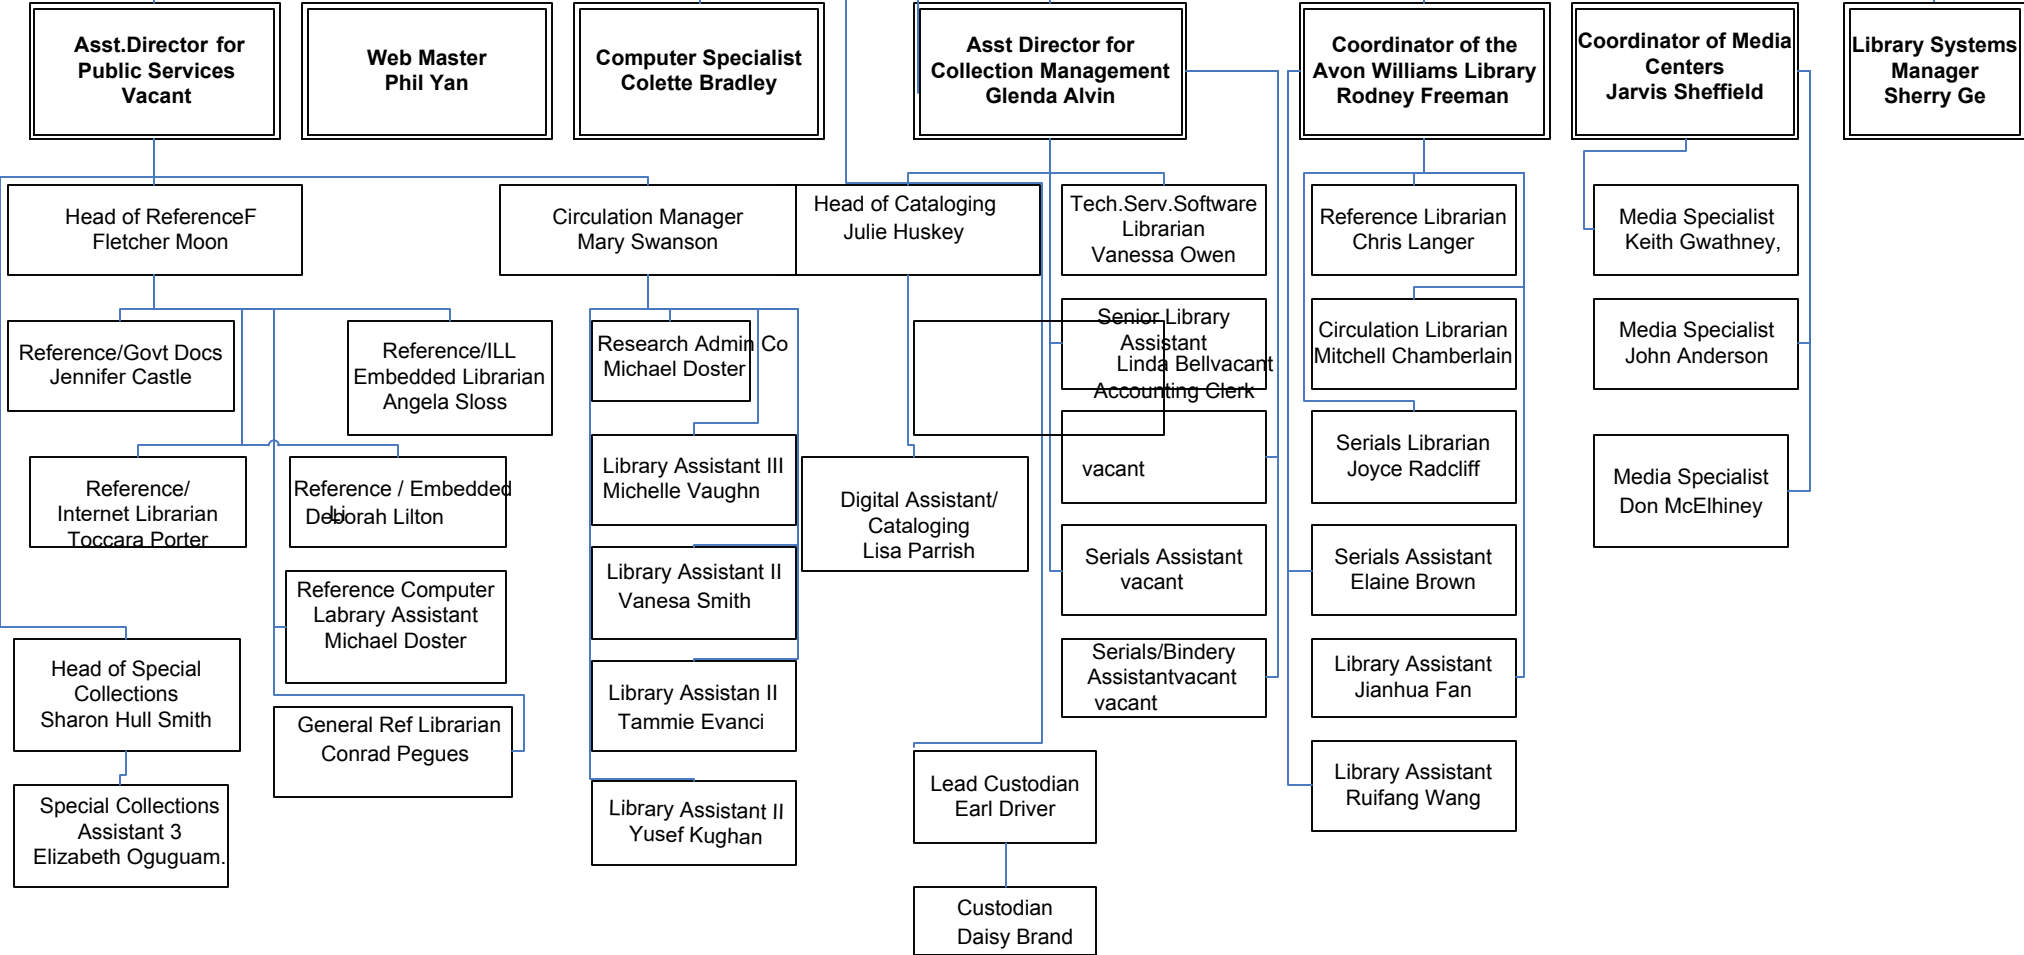 Asst.Director for
Public Services
Vacant
Web Master
Phil Yan
Computer Specialist
Colette Bradley
Asst Director for
Collection Management
Glenda Alvin
Coordinator of the
Avon Williams Library
Rodney Freeman
Coordinator of Media
Centers
Jarvis Sheffield
Library Systems
Manager
Sherry Ge
Head of ReferenceF
Fletcher Moon
Circulation Manager
Mary Swanson
Head of Cataloging
Julie Huskey
Tech.Serv.Software
Librarian
Vanessa Owen
Reference Librarian
Chris Langer
Media Specialist
Keith Gwathney,
Reference/Govt Docs
Jennifer Castle
Reference/ILL
Embedded Librarian
Angela Sloss
Research Admin Co
Michael Doster
Senior Library
Assistant
Linda Bellvacant
Accounting Clerk
Circulation Librarian
Mitchell Chamberlain
Media Specialist
John Anderson
Reference/
Internet Librarian
Toccara Porter
Reference / Embedded
Li
Deborah Lilton
Library Assistant III
Michelle Vaughn
Digital Assistant/
Cataloging
Lisa Parrish
vacant
Serials Librarian
Joyce Radcliff
Media Specialist
Don McElhiney
Reference Computer
Labrary Assistant
Michael Doster
Library Assistant II
Vanesa Smith
Serials Assistant
vacant
Serials Assistant
Elaine Brown
Head of Special
Collections
Sharon Hull Smith
General Ref Librarian
Conrad Pegues
Library Assistan II
Tammie Evanci
Serials/Bindery
Assistantvacant
vacant
Library Assistant
Jianhua Fan
Special Collections
Assistant 3
Elizabeth Oguguam.
Library Assistant II
Yusef Kughan
Lead Custodian
Earl Driver
Library Assistant
Ruifang Wang
Custodian
Daisy Brand